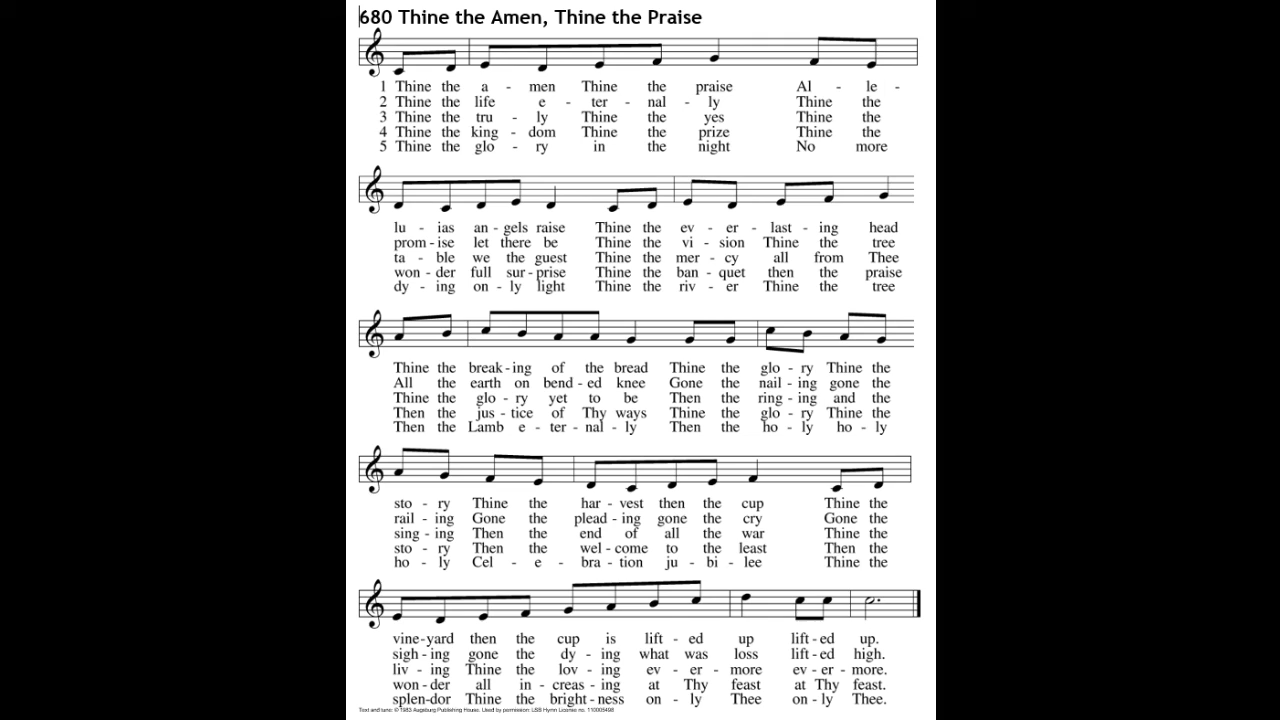 680 Thine the Amen, Thine the Praise
1 Thine the a - men Thine the praise Al - le -
2 Thine the life e - ter - nal - ly Thine the
3 Thine the tru - ly Thine the yes Thine the
4 Thine the king - dom Thine the prize Thine the
5 Thine the glo - ry in the night No more
lu - ias an - gels raise Thine the ev - er - last - ing head
prom - ise let there be Thine the vi - sion Thine the tree
ta - ble we the guest Thine the mer - cy all from Thee
won - der full sur - prise Thine the ban - quet then the praise
dy - ing on - ly light Thine the riv - er Thine the tree
Thine the break - ing of the bread Thine the glo - ry Thine the
All the earth on bend - ed knee Gone the nail - ing gone the
Thine the glo - ry yet to be Then the ring - ing and the
Then the jus - tice of Thy ways Thine the glo - ry Thine the
Then the Lamb e - ter - nal - ly Then the ho - ly ho - ly
sto - ry Thine the har - vest then the cup Thine the
rail - ing Gone the plead - ing gone the cry Gone the
sing - ing Then the end of all the war Thine the
sto - ry Then the wel - come to the least Then the
ho - ly Cel - e - bra - tion ju - bi - lee Thine the
vine - yard then the cup is lift - ed up lift - ed up.
sigh - ing gone the dy - ing what was loss lift - ed high.
liv - ing Thine the lov - ing ev - er - more ev - er - more.
won - der all in - creas - ing at Thy feast at Thy feast.
splen - dor Thine the bright - ness on - ly Thee on - ly Thee.
Text and tune: © 1983 Augsburg Publishing House. Used by permission: LSB Hymn License no. 110005498